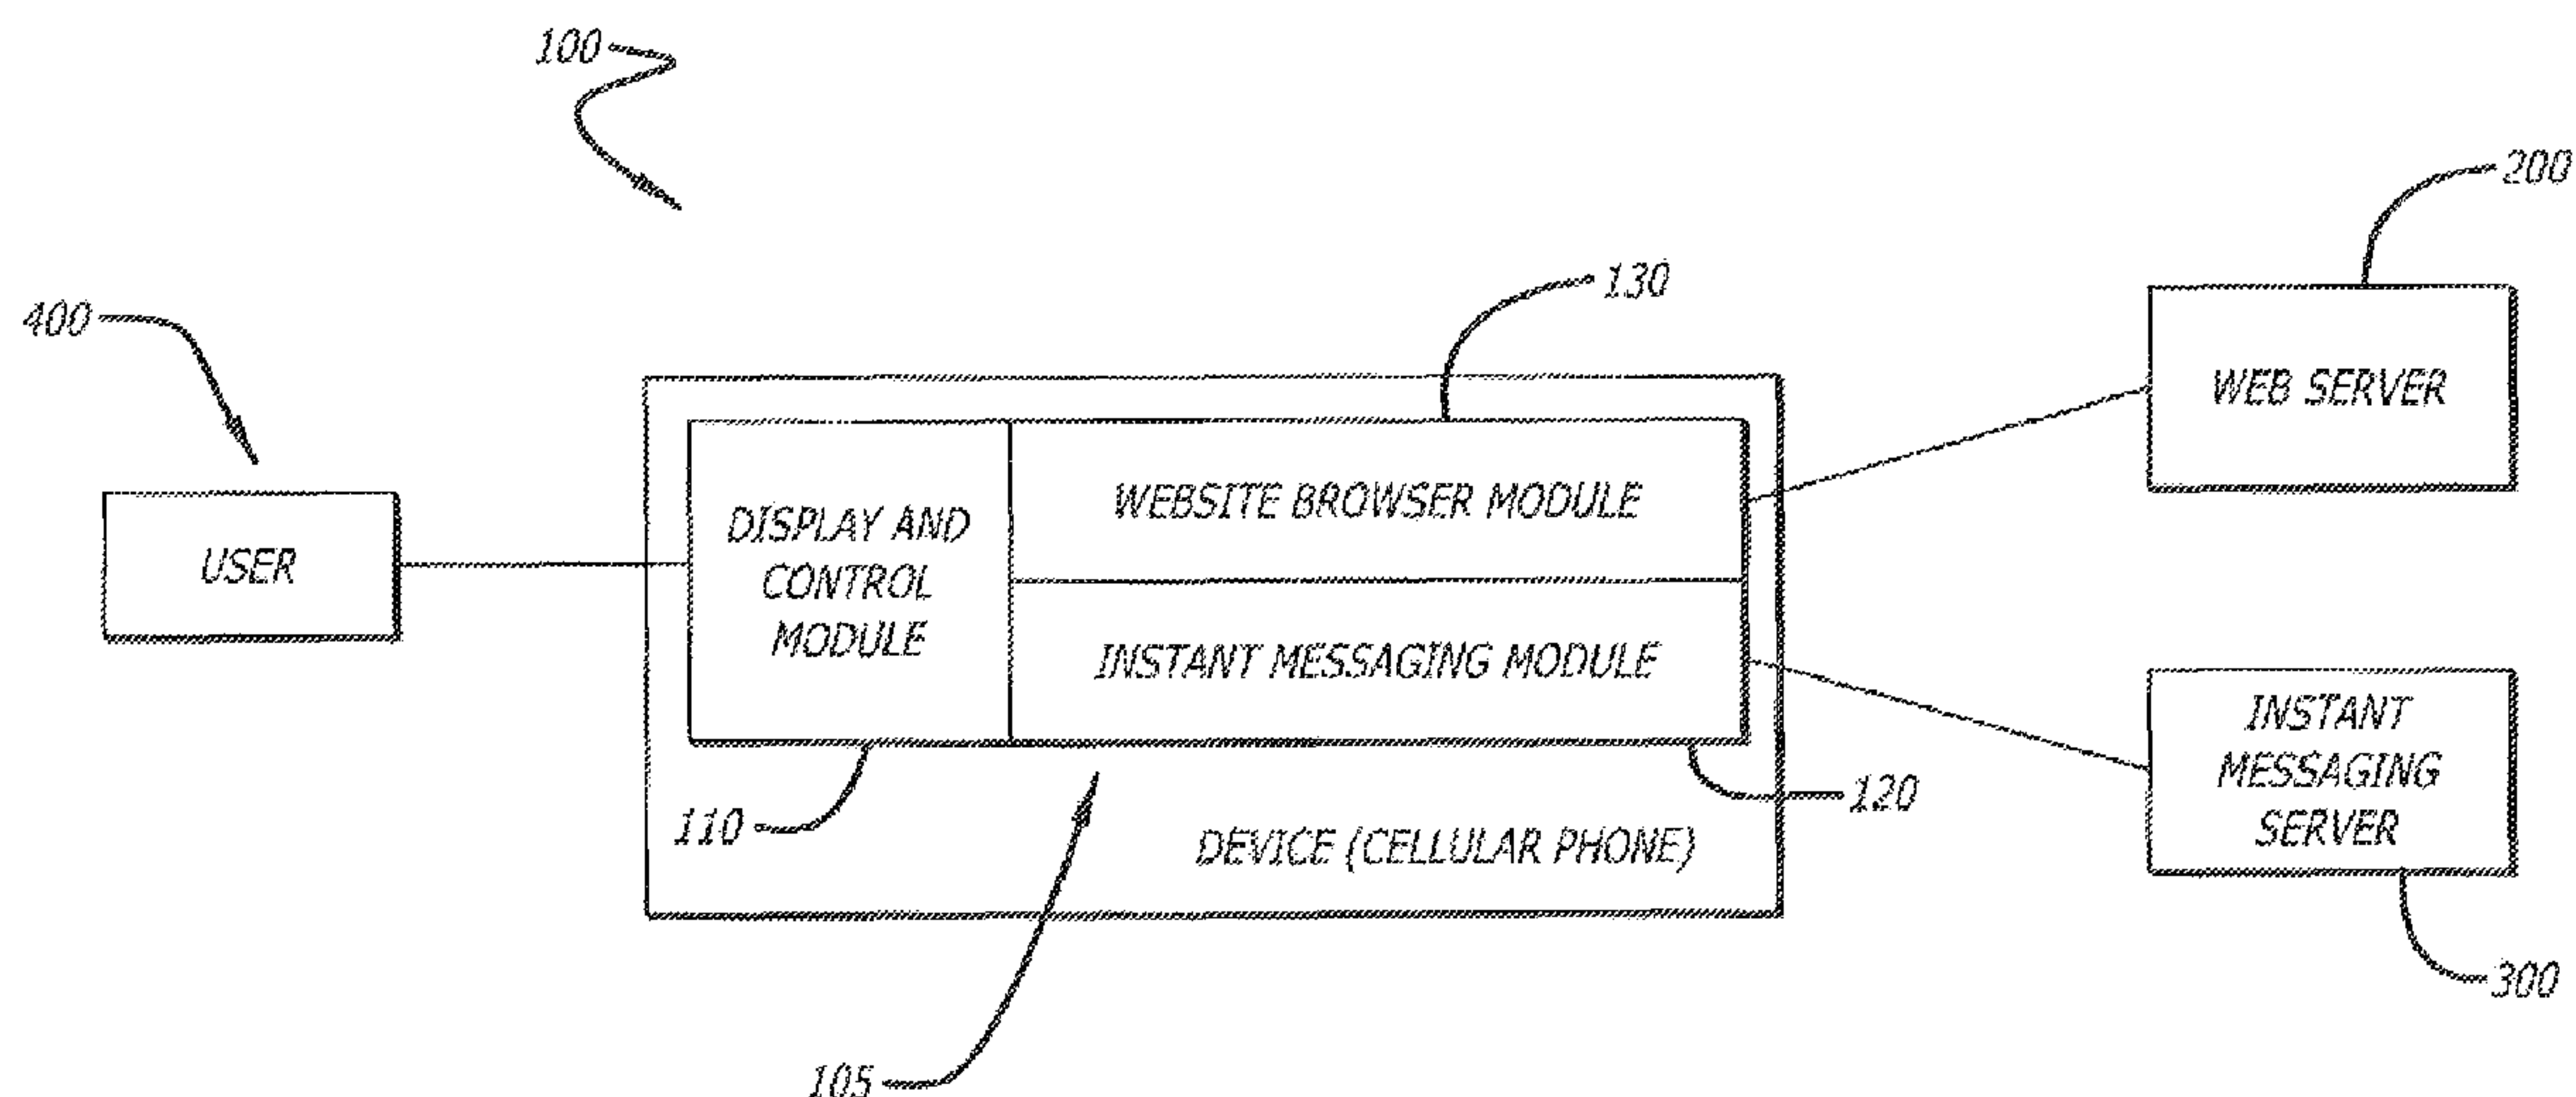 100
200
130
400
WEB SERVER
WEBSITE BROWSER MODULE
DISPLAY AND
CONTROL
MODULE
USER
INSTANT MESSAGING MODULE
INSTANT
MESSAGING
SERVER
110
120
DEVICE (CELLULAR PHONE)
300
105